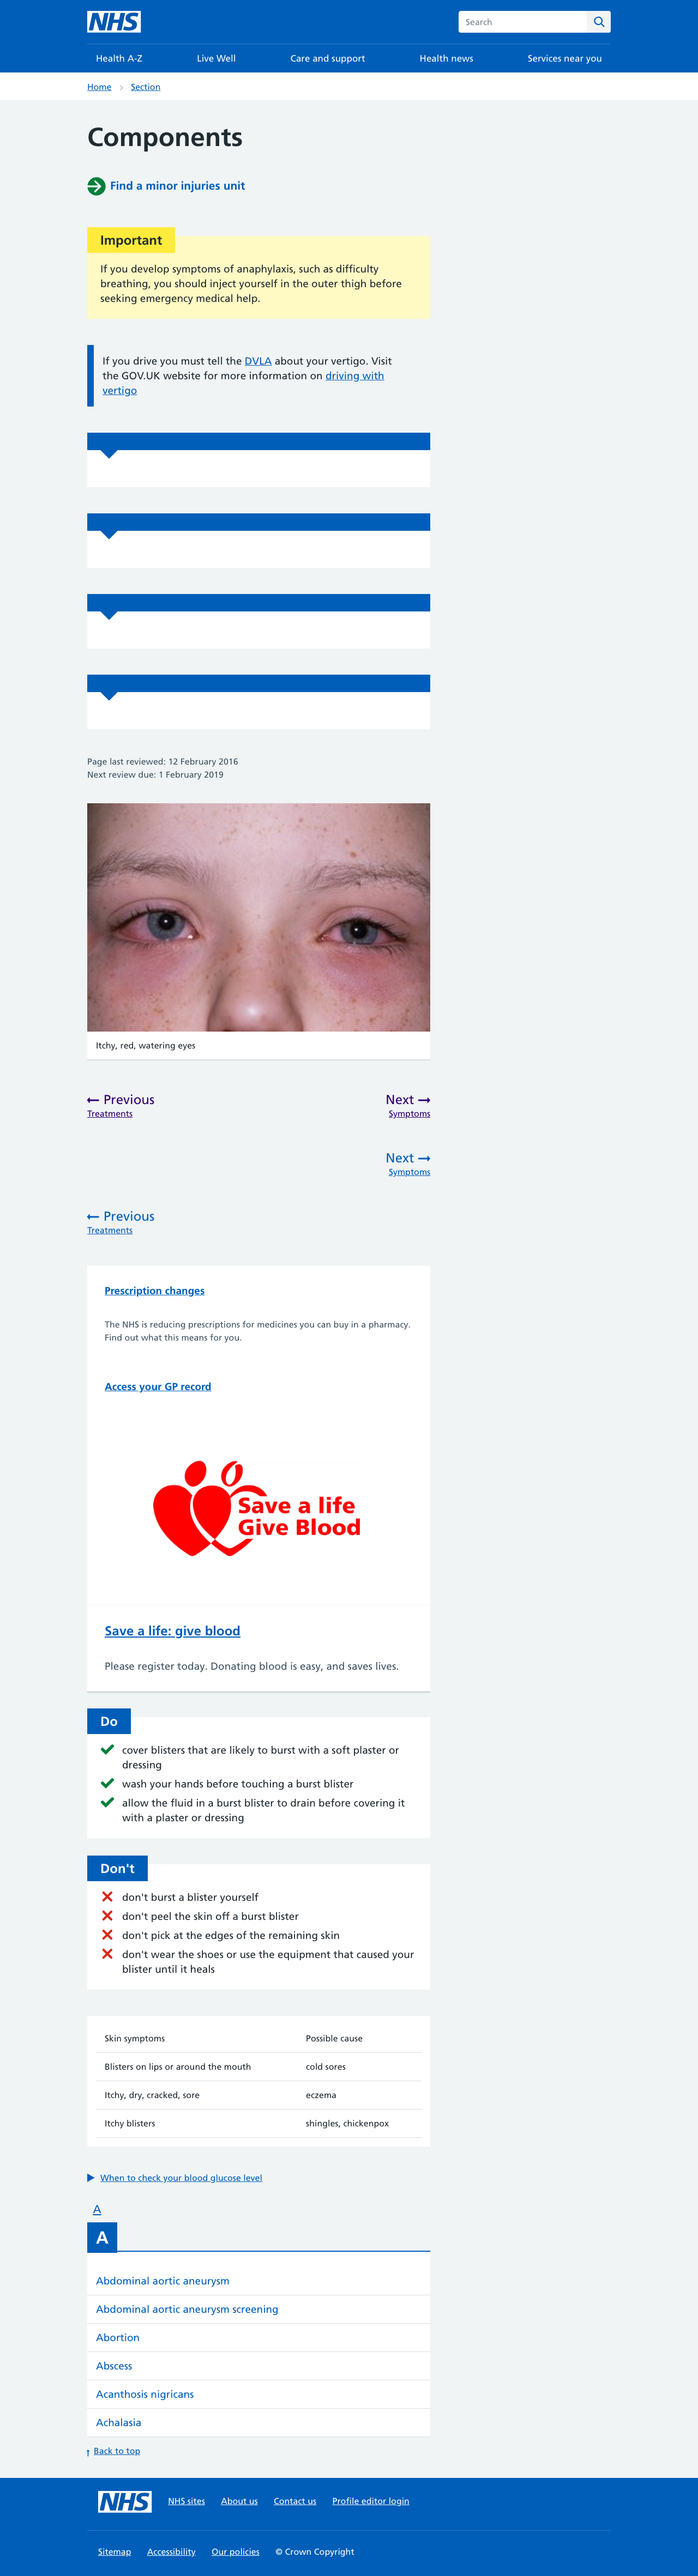 NHS
Search
Health A-Z
Live Well
Care and support
Health news
Services near you
Home
Section
Components
Find a minor injuries unit
Important
If you develop symptoms of anaphylaxis, such as difficulty
breathing, you should inject yourself in the outer thigh before
seeking emergency medical help.
If you drive you must tell the DVLA about your vertigo. Visit
the GOV.UK website for more information on driving with
vertigo
Page last reviewed: 12 February 2016
Next review due: 1 February 2019
Itchy, red, watering eyes
Previous
Treatments
Next
Symptoms
Next
Symptoms
Previous
Treatments
Prescription changes
The NHS is reducing prescriptions for medicines you can buy in a pharmacy.
Find out what this means for you.
Access your GP record
Save a life
Give Blood
Save a life: give blood
Please register today. Donating blood is easy, and saves lives.
Do
cover blisters that are likely to burst with a soft plaster or
dressing
wash your hands before touching a burst blister
allow the fluid in a burst blister to drain before covering it
with a plaster or dressing
Don't
don't burst a blister yourself
don't peel the skin off a burst blister
don't pick at the edges of the remaining skin
don't wear the shoes or use the equipment that caused your
blister until it heals
Skin symptoms Possible cause
Blisters on lips or around the mouth cold sores
Itchy, dry, cracked, sore eczema
Itchy blisters shingles, chickenpox
When to check your blood glucose level
A
A
Abdominal aortic aneurysm
Abdominal aortic aneurysm screening
Abortion
Abscess
Acanthosis nigricans
Achalasia
Back to top
NHS
NHS sites
About us
Contact us
Profile editor login
Sitemap
Accessibility
Our policies
© Crown Copyright